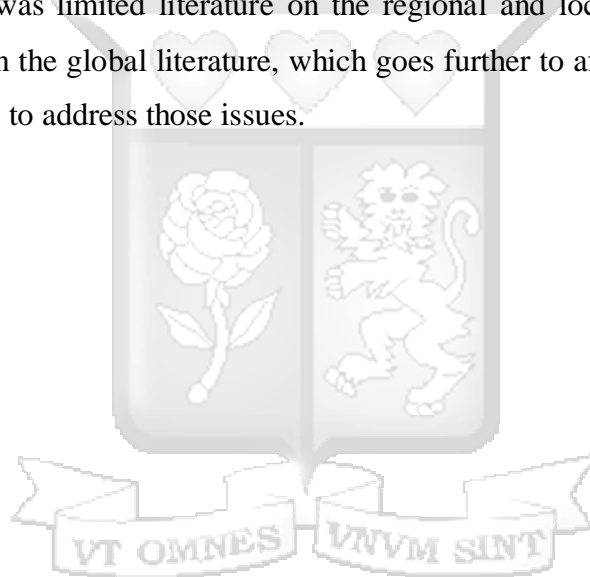 was limited literature on the regional and loc
the global literature, which goes further to
to address those issues.
VT OMNES VNVM SINT